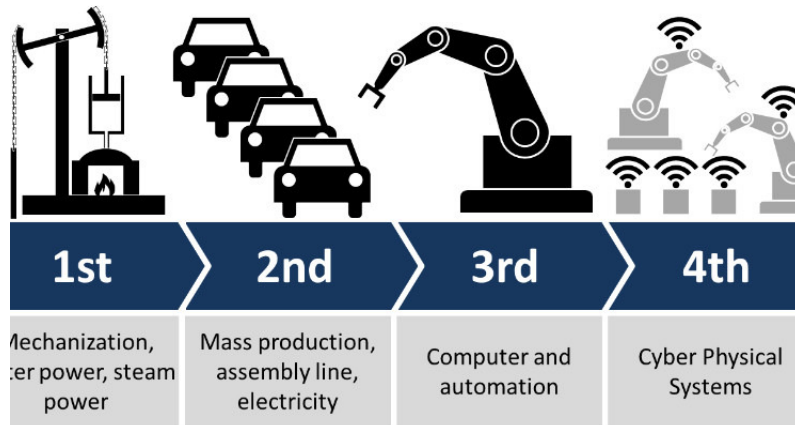 1st
2nd
3rd
4th
Mechanization,
power, steam
power
Mass production,
assembly line,
electricity
Computer and
automation
Cyber Physical
Systems